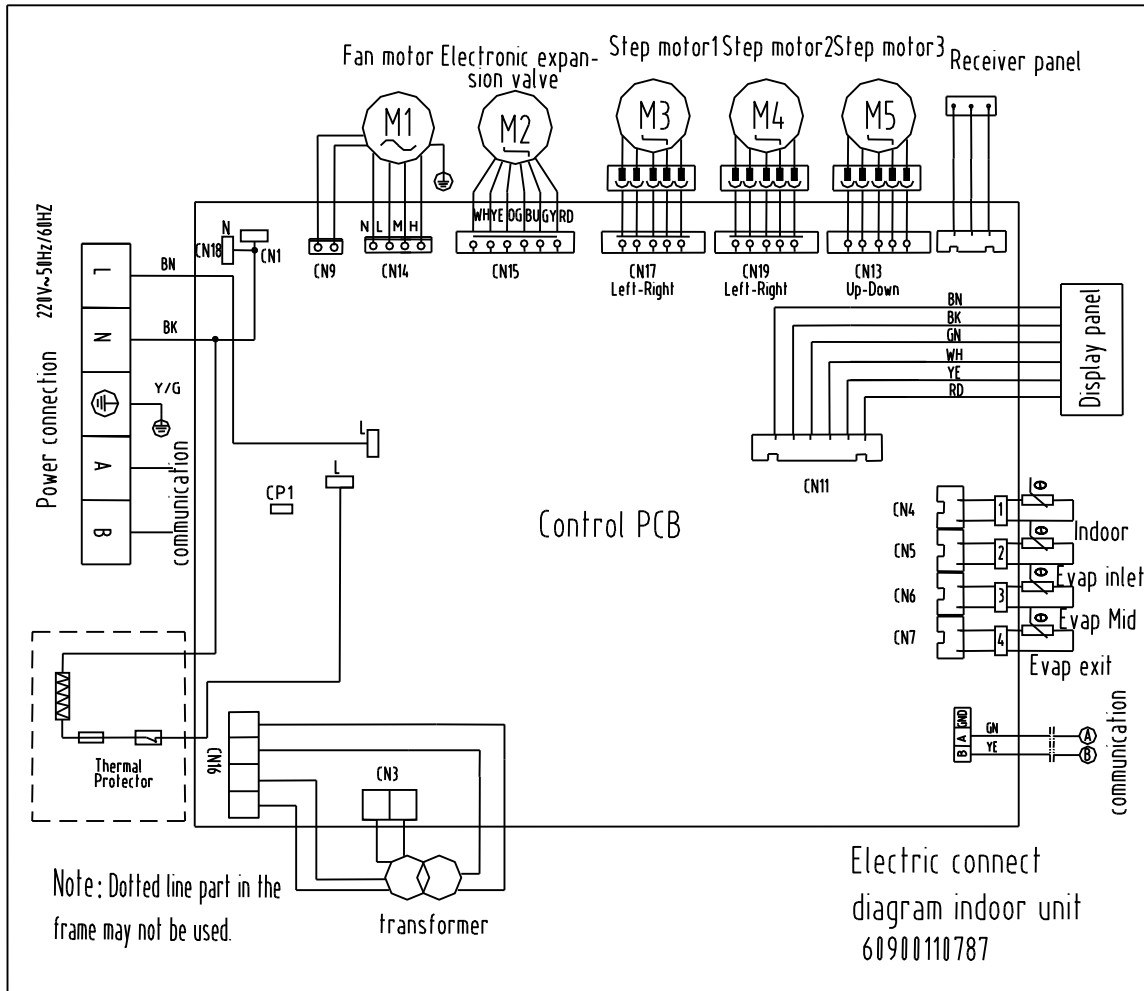 Fan motor
Electronic expan-
sion valve
Step motor1
Step motor2
Step motor3
Receiver panel
M1
M2
M3
M4
M5
N L M H
WH YE OG BU GY RD
CN9
CN14
CN15
CN17
Left-Right
CN19
Left-Right
CN13
Up-Down
220V~50Hz/60HZ
Power connection
L
N
A
B
BN
BK
Y/G
communication
N
CN18
CN1
L
L
CP1
Control PCB
BN
BK
GN
WH
YE
RD
Display panel
CN11
CN4
1
Indoor
CN5
2
Evap inlet
CN6
3
Evap Mid
CN7
4
Evap exit
GND
A
B
GN
YE
A
B
communication
Thermal
Protector
CN16
CN3
transformer
Note: Dotted line part in the
frame may not be used.
Electric connect
diagram indoor unit
60900110787